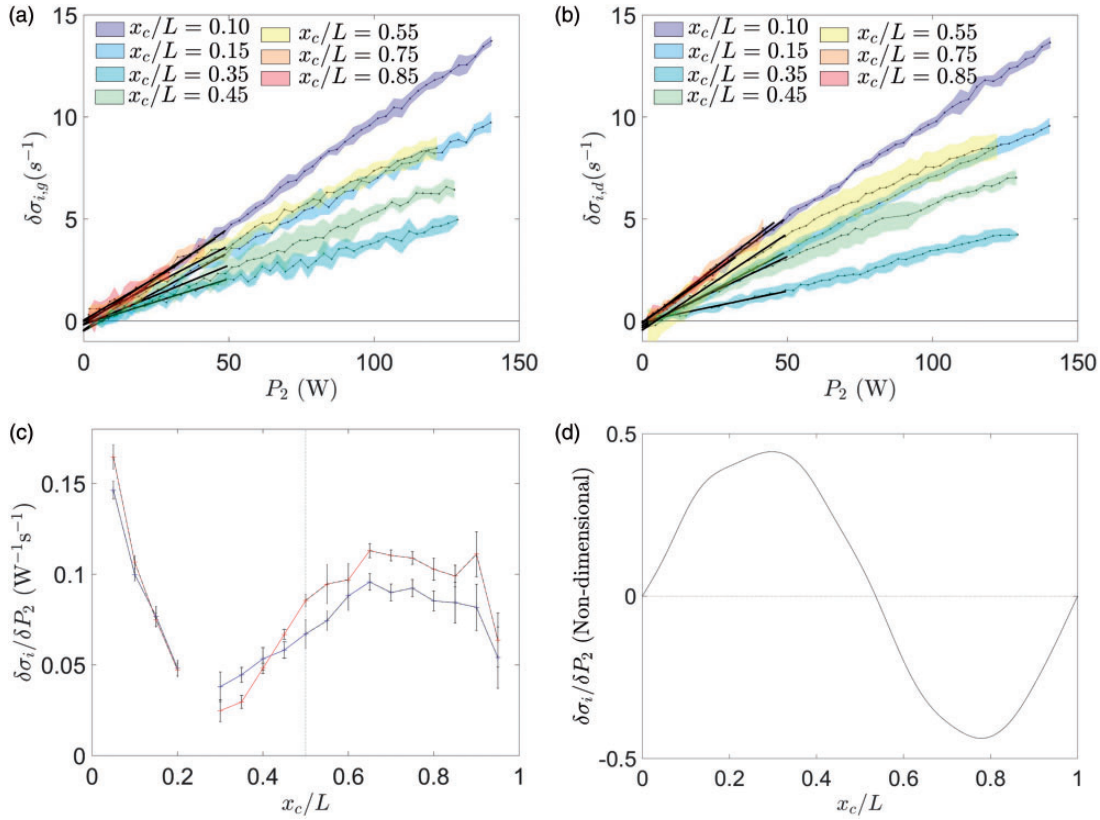 (a)
x_c/L = 0.10
x_c/L = 0.15
x_c/L = 0.35
x_c/L = 0.45
x_c/L = 0.55
x_c/L = 0.75
x_c/L = 0.85
δσ_{i,g}(s⁻¹)
15
10
5
0
0 50 100 150
P_2 (W)
(b)
x_c/L = 0.10
x_c/L = 0.15
x_c/L = 0.35
x_c/L = 0.45
x_c/L = 0.55
x_c/L = 0.75
x_c/L = 0.85
δσ_{i,d}(s⁻¹)
15
10
5
0
0 50 100 150
P_2 (W)
(c)
δσ_i/δP_2 (W⁻¹s⁻¹)
0.15
0.1
0.05
0
0 0.2 0.4 0.6 0.8 1
x_c/L
(d)
δσ_i/δP_2 (Non-dimensional)
0.5
0
-0.5
0 0.2 0.4 0.6 0.8 1
x_c/L